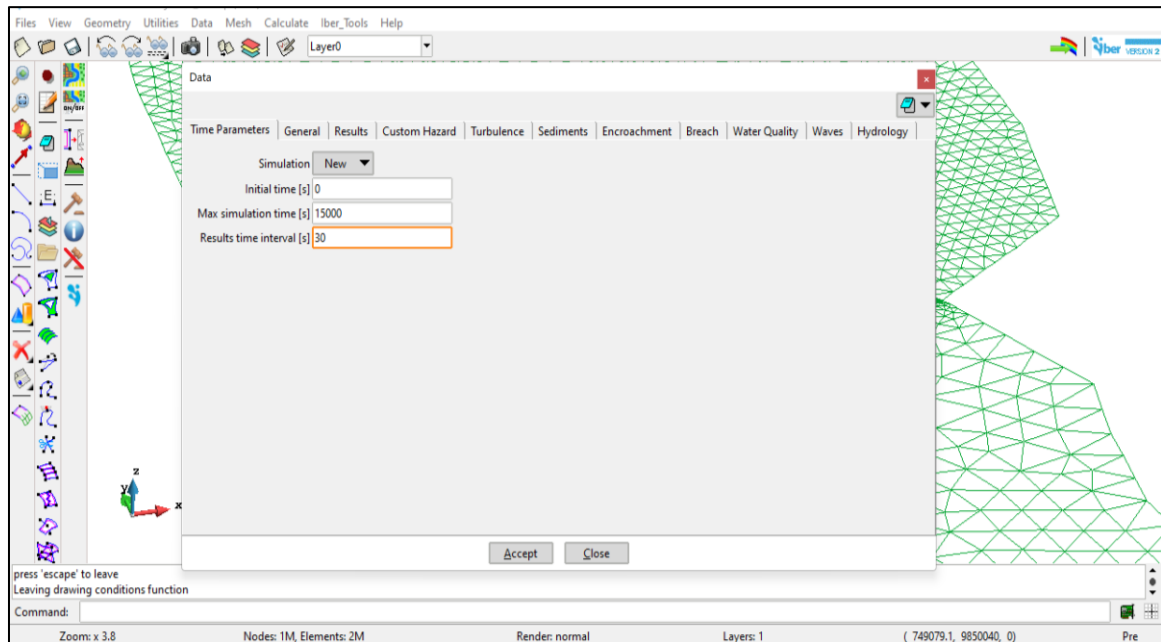 Files View Geometry Utilities Data Mesh Calculate Iber_Tools Help
Layer0
Iber VERSION 2
Data
Time Parameters General Results Custom Hazard Turbulence Sediments Encroachment Breach Water Quality Waves Hydrology
Simulation New
Initial time [s] 0
Max simulation time [s] 15000
Results time interval [s] 30
z
y
x
Accept Close
press 'escape' to leave
Leaving drawing conditions function
Command:
Zoom: x 3.8 Nodes: 1M, Elements: 2M Render: normal Layers: 1 ( 749079.1, 9850040, 0) Pre